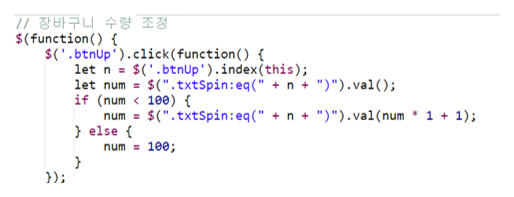 // 장바구니 수량 조정
$(function() {
    $('.btnUp').click(function() {
        let n = $('.btnUp').index(this);
        let num = $(".txtSpin:eq(" + n + ")").val();
        if (num < 100) {
            num = $(".txtSpin:eq(" + n + ")").val(num * 1 + 1);
        } else {
            num = 100;
        }
    });